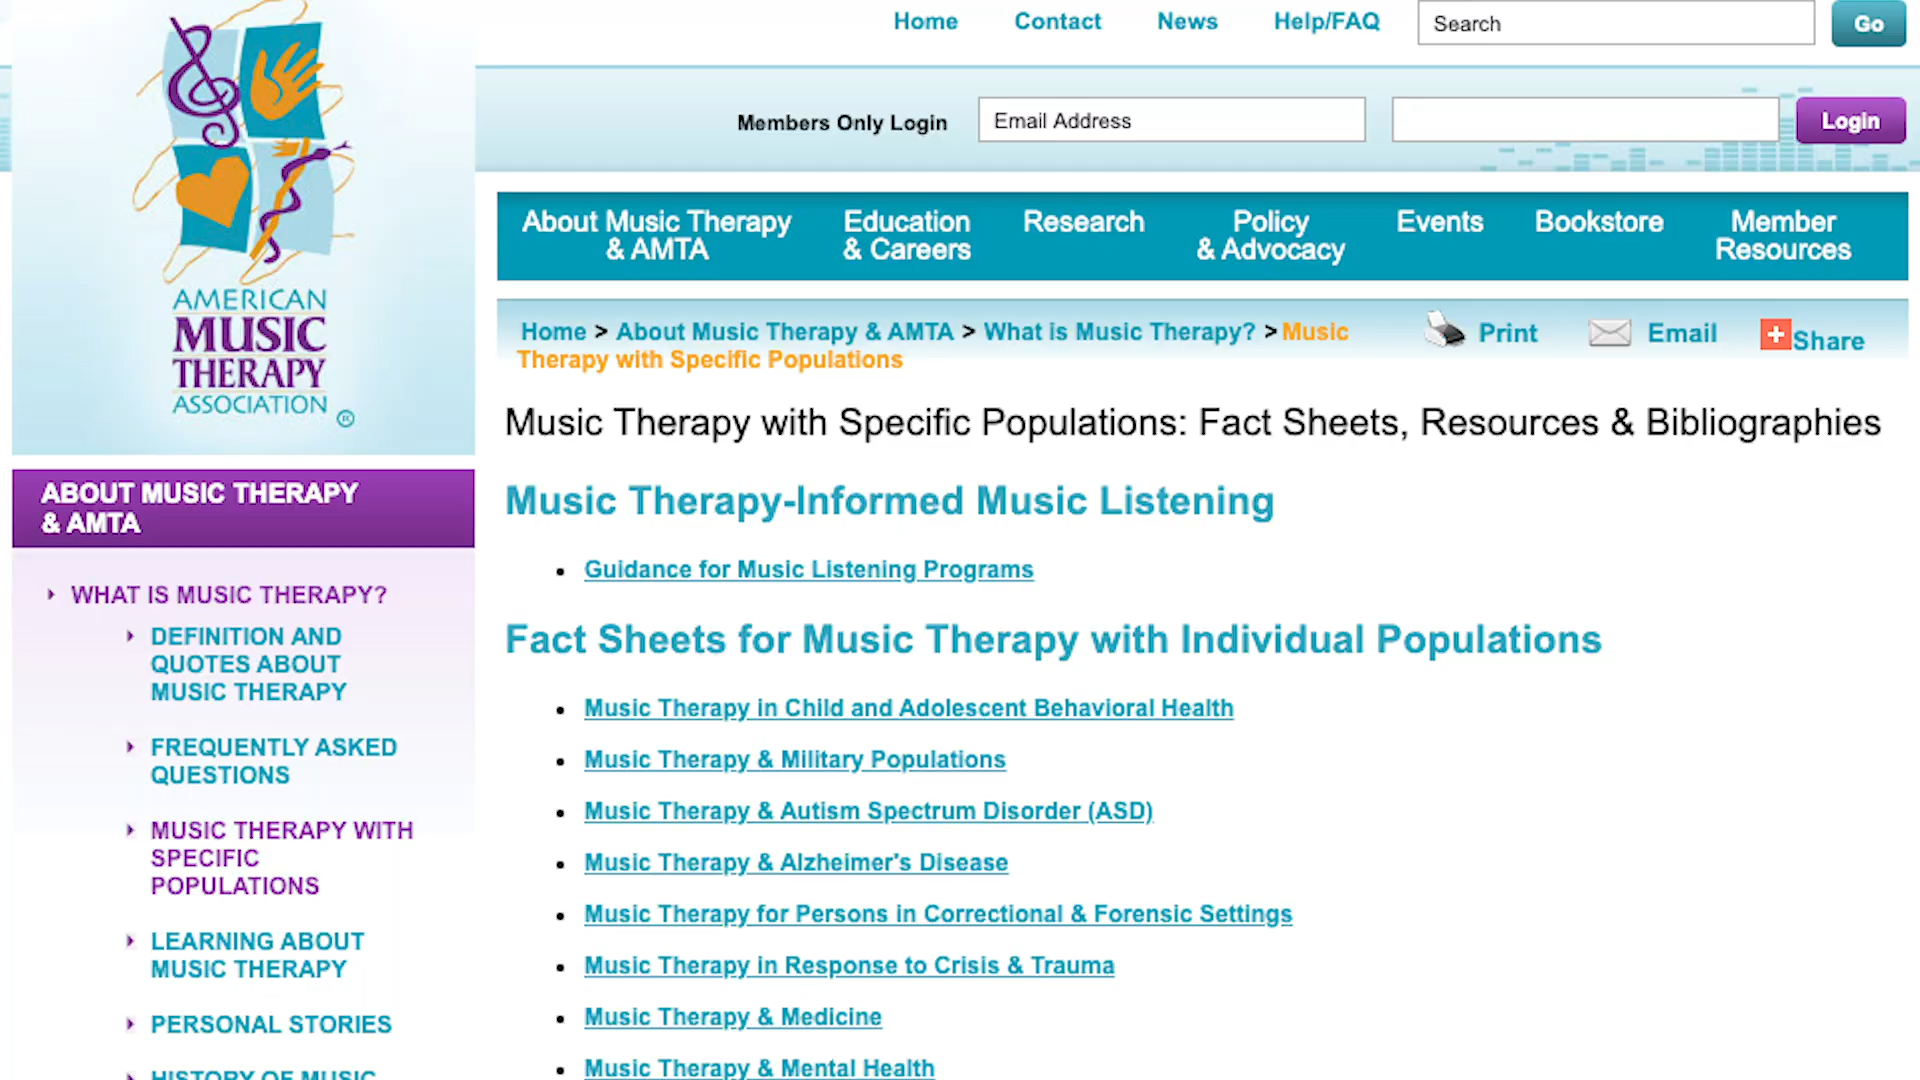 Home Contact News Help/FAQ Search Go
Members Only Login Email Address Login
AMERICAN
MUSIC
THERAPY
ASSOCIATION ®
About Music Therapy
& AMTA
Education
& Careers
Research
Policy
& Advocacy
Events
Bookstore
Member
Resources
Home > About Music Therapy & AMTA > What is Music Therapy? > Music
Therapy with Specific Populations
Print Email Share
ABOUT MUSIC THERAPY
& AMTA
WHAT IS MUSIC THERAPY?
DEFINITION AND
QUOTES ABOUT
MUSIC THERAPY
FREQUENTLY ASKED
QUESTIONS
MUSIC THERAPY WITH
SPECIFIC
POPULATIONS
LEARNING ABOUT
MUSIC THERAPY
PERSONAL STORIES
HISTORY OF MUSIC
Music Therapy with Specific Populations: Fact Sheets, Resources & Bibliographies
Music Therapy-Informed Music Listening
Guidance for Music Listening Programs
Fact Sheets for Music Therapy with Individual Populations
Music Therapy in Child and Adolescent Behavioral Health
Music Therapy & Military Populations
Music Therapy & Autism Spectrum Disorder (ASD)
Music Therapy & Alzheimer's Disease
Music Therapy for Persons in Correctional & Forensic Settings
Music Therapy in Response to Crisis & Trauma
Music Therapy & Medicine
Music Therapy & Mental Health